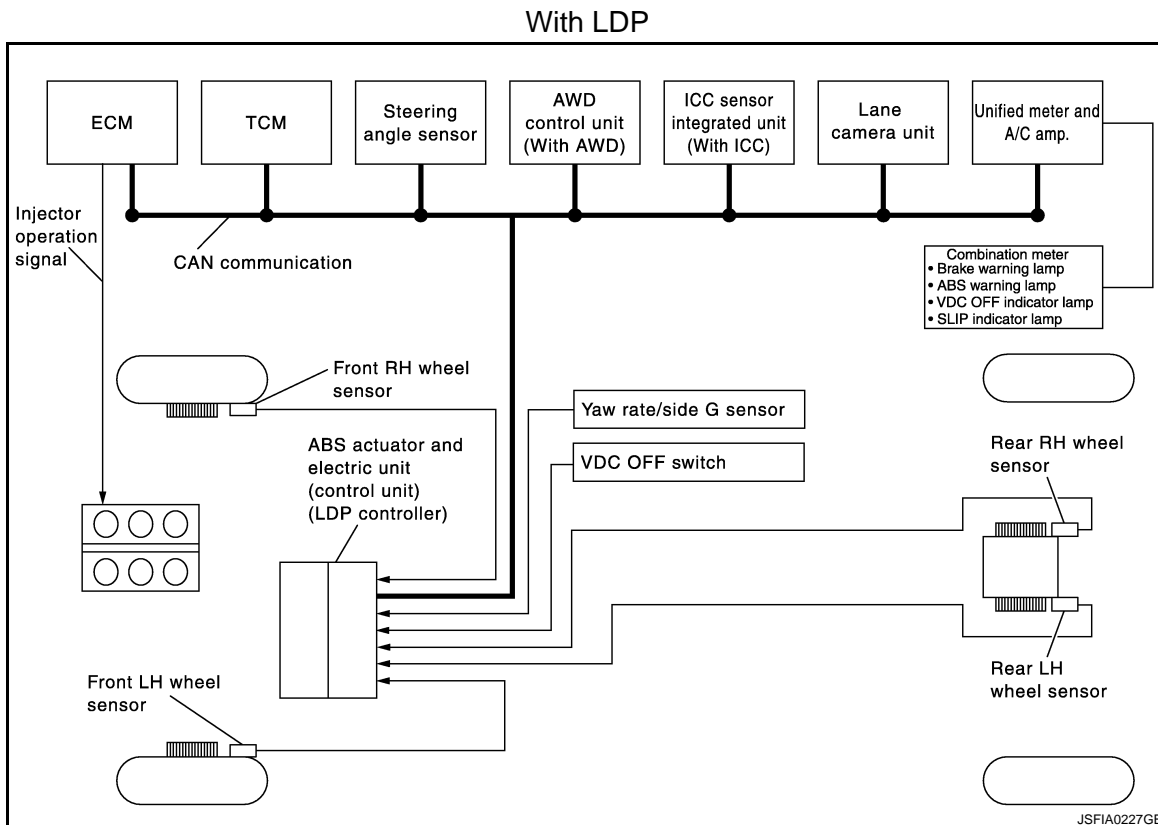 With LDP
ECM
TCM
Steering
angle sensor
AWD
control unit
(With AWD)
ICC sensor
integrated unit
(With ICC)
Lane
camera unit
Unified meter and
A/C amp.
Injector
operation
signal
CAN communication
Combination meter
• Brake warning lamp
• ABS warning lamp
• VDC OFF indicator lamp
• SLIP indicator lamp
Front RH wheel
sensor
Yaw rate/side G sensor
ABS actuator and
electric unit
(control unit)
(LDP controller)
VDC OFF switch
Rear RH wheel
sensor
Front LH wheel
sensor
Rear LH
wheel sensor
JSFIA0227GB